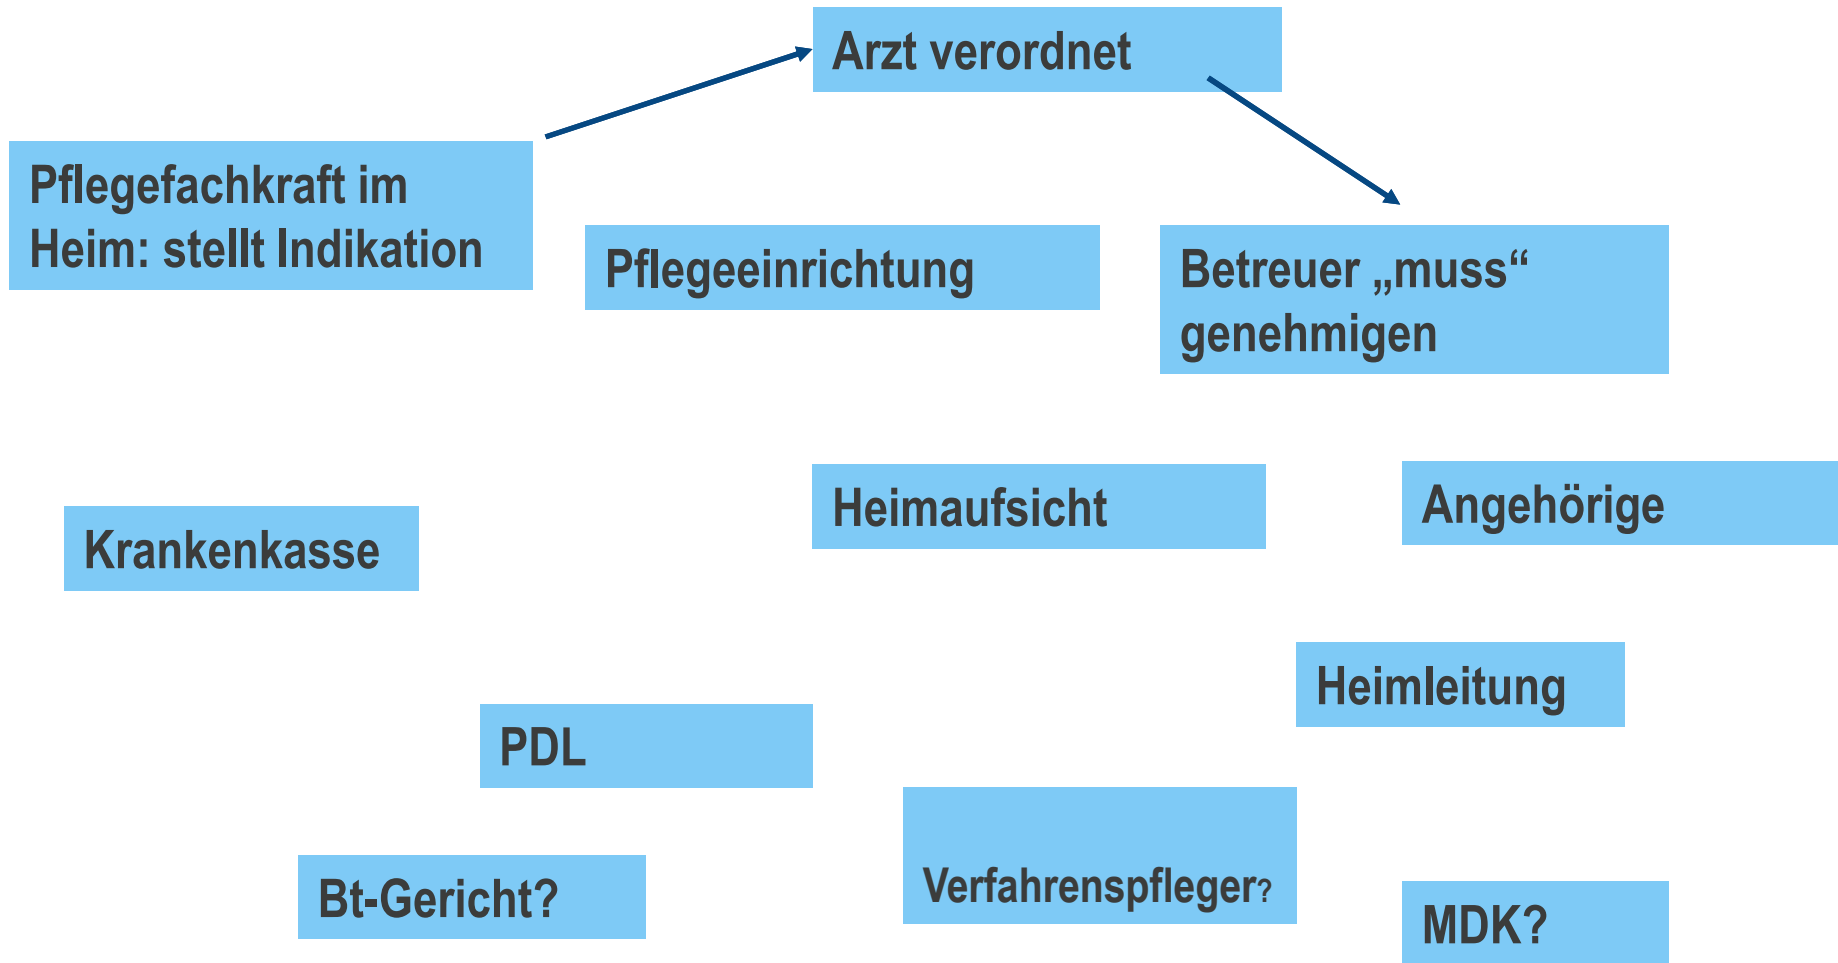 Arzt verordnet
Pflegefachkraft im
Heim: stellt Indikation
Pflegeeinrichtung
Betreuer „muss“
genehmigen
Krankenkasse
Heimaufsicht
Angehörige
Heimleitung
PDL
Bt-Gericht?
Verfahrenspfleger?
MDK?